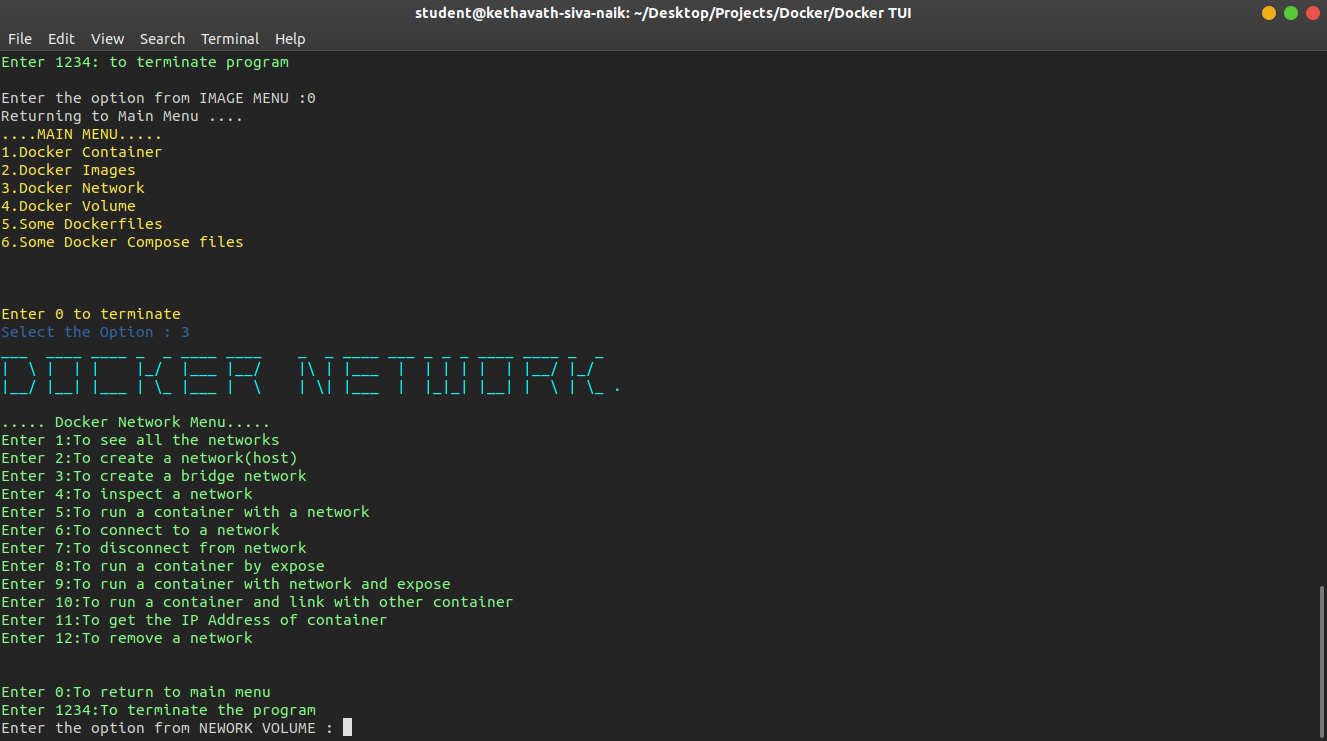 student@kethavath-siva-naik: ~/Desktop/Projects/Docker/Docker TUI
File Edit View Search Terminal Help
Enter 1234: to terminate program
Enter the option from IMAGE MENU :0
Returning to Main Menu ....
....MAIN MENU.....
1.Docker Container
2.Docker Images
3.Docker Network
4.Docker Volume
5.Some Dockerfiles
6.Some Docker Compose files
Enter 0 to terminate
Select the Option : 3
DOCKER NETWORK .
..... Docker Network Menu.....
Enter 1:To see all the networks
Enter 2:To create a network(host)
Enter 3:To create a bridge network
Enter 4:To inspect a network
Enter 5:To run a container with a network
Enter 6:To connect to a network
Enter 7:To disconnect from network
Enter 8:To run a container by expose
Enter 9:To run a container with network and expose
Enter 10:To run a container and link with other container
Enter 11:To get the IP Address of container
Enter 12:To remove a network
Enter 0:To return to main menu
Enter 1234:To terminate the program
Enter the option from NEWORK VOLUME :